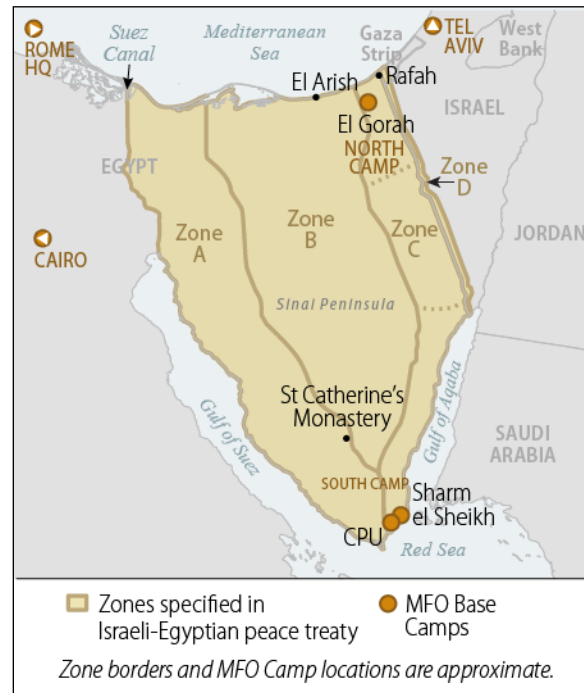 Suez
Canal
Mediterranean
Sea
Gaza
Strip
TEL
AVIV
West
Bank
ROME
HQ
El Arish
Rafah
ISRAEL
El Gorah
NORTH
CAMP
EGYPT
Zone
D
Zone
A
Zone
B
Zone
C
JORDAN
CAIRO
Sinai Peninsula
St Catherine's
Monastery
Gulf of Suez
Gulf of Aqaba
SAUDI
ARABIA
SOUTH CAMP
Sharm
el Sheikh
CPU
Red Sea
Zones specified in
Israeli-Egyptian peace treaty
MFO Base
Camps
Zone borders and MFO Camp locations are approximate.